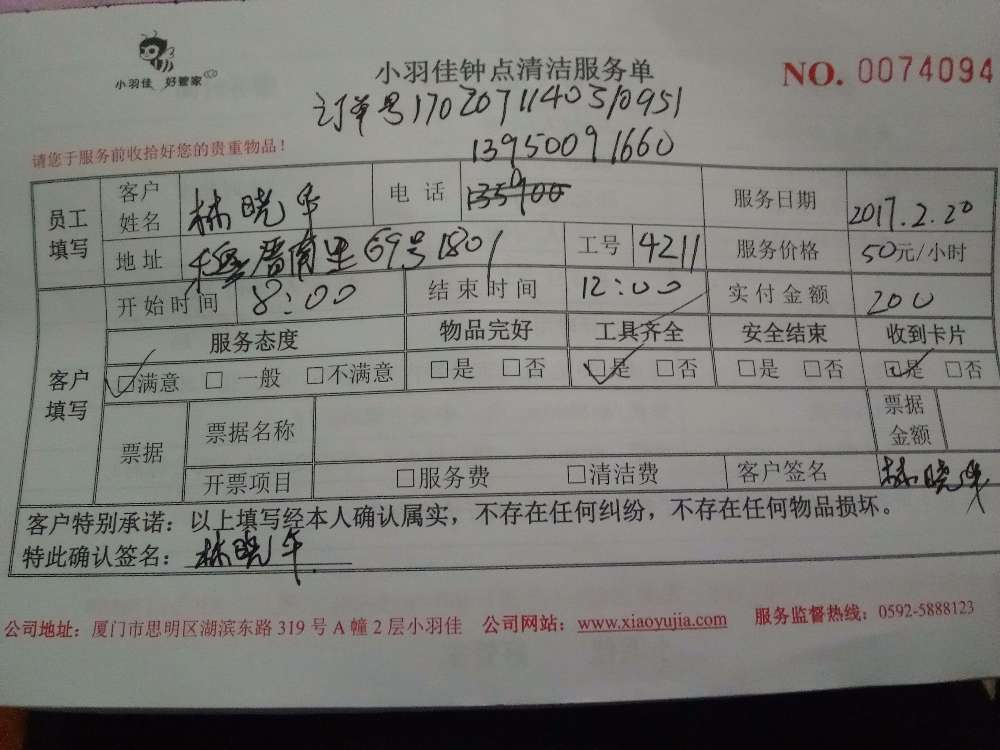 小羽佳 好管家
小羽佳钟点清洁服务单
NO. 0074094
订单号1702071140310951
13950091660
请您于服务前收拾好您的贵重物品!
员工填写 客户姓名 林晓华 电话 服务日期 2017.2.20
地址 晋南里69号1801 工号 4211 服务价格 50元/小时
客户填写 开始时间 8:00 结束时间 12:00 实付金额 200
服务态度 物品完好 工具齐全 安全结束 收到卡片
□满意 □一般 □不满意 □是 □否 □是 □否 □是 □否 □是 □否
票据 票据名称 票据金额
开票项目 □服务费 □清洁费 客户签名 林晓华
客户特别承诺:以上填写经本人确认属实,不存在任何纠纷,不存在任何物品损坏。
特此确认签名: 林晓华
公司地址:厦门市思明区湖滨东路 319 号 A 幢 2 层小羽佳 公司网站:www.xiaoyujia.com 服务监督热线:0592-5888123